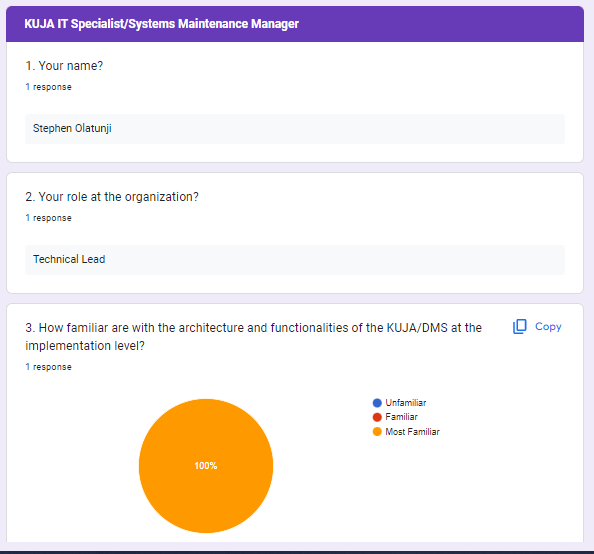 KUJA IT Specialist/Systems Maintenance Manager
1. Your name?
1 response
Stephen Olatunji
2. Your role at the organization?
1 response
Technical Lead
3. How familiar are with the architecture and functionalities of the KUJA/DMS at the
implementation level?
Copy
1 response
Unfamiliar
Familiar
Most Familiar
100%